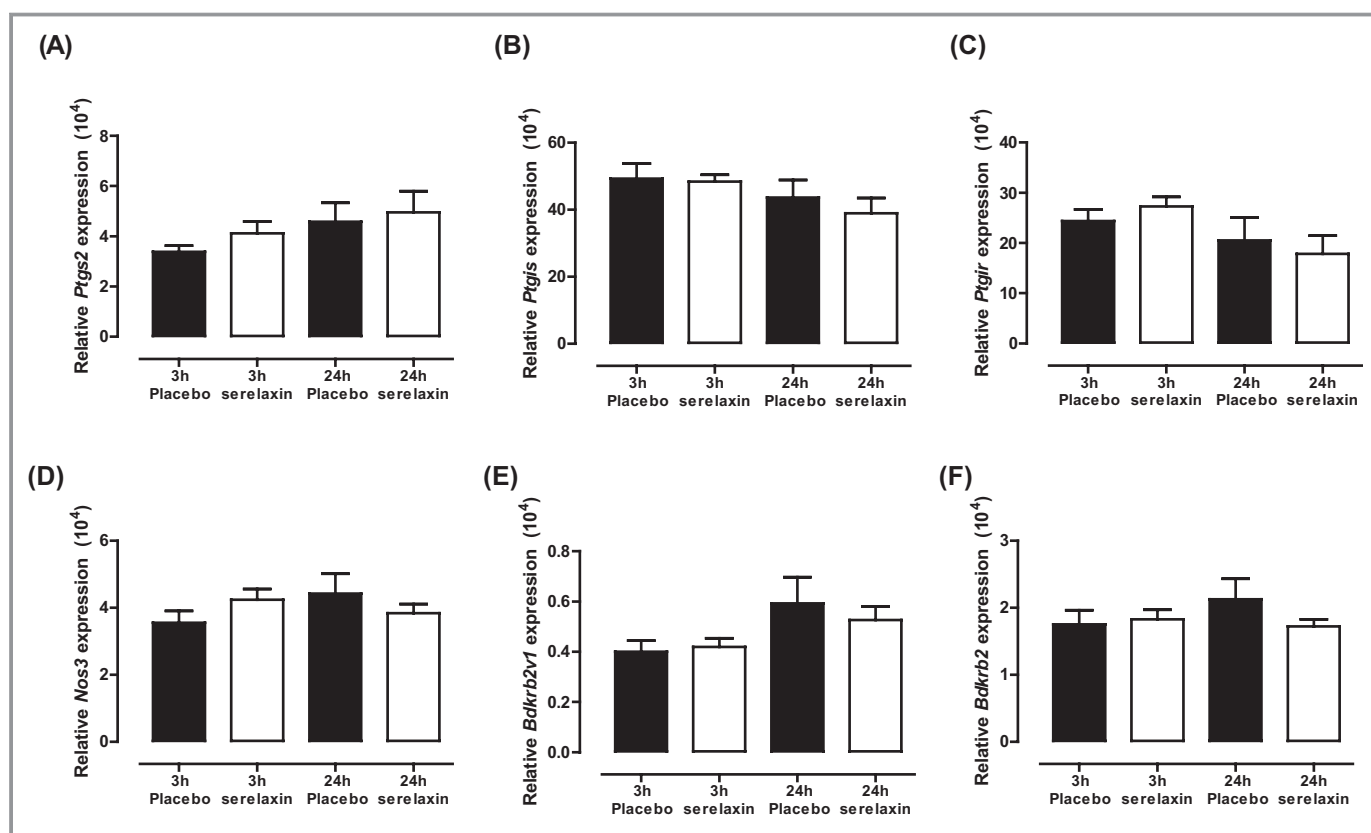 (A)
Relative Ptgs2 expression (10⁴)
8
6
4
2
0
3h 3h 24h 24h
Placebo serelaxin Placebo serelaxin
(B)
Relative Ptgis expression (10⁴)
60
40
20
0
3h 3h 24h 24h
Placebo serelaxin Placebo serelaxin
(C)
Relative Ptgir expression (10⁴)
40
30
20
10
0
3h 3h 24h 24h
Placebo serelaxin Placebo serelaxin
(D)
Relative Nos3 expression (10⁴)
6
4
2
0
3h 3h 24h 24h
Placebo serelaxin Placebo serelaxin
(E)
Relative Bdkrb2v1 expression (10⁴)
0.8
0.6
0.4
0.2
0.0
3h 3h 24h 24h
Placebo serelaxin Placebo serelaxin
(F)
Relative Bdkrb2 expression (10⁴)
3
2
1
0
3h 3h 24h 24h
Placebo serelaxin Placebo serelaxin